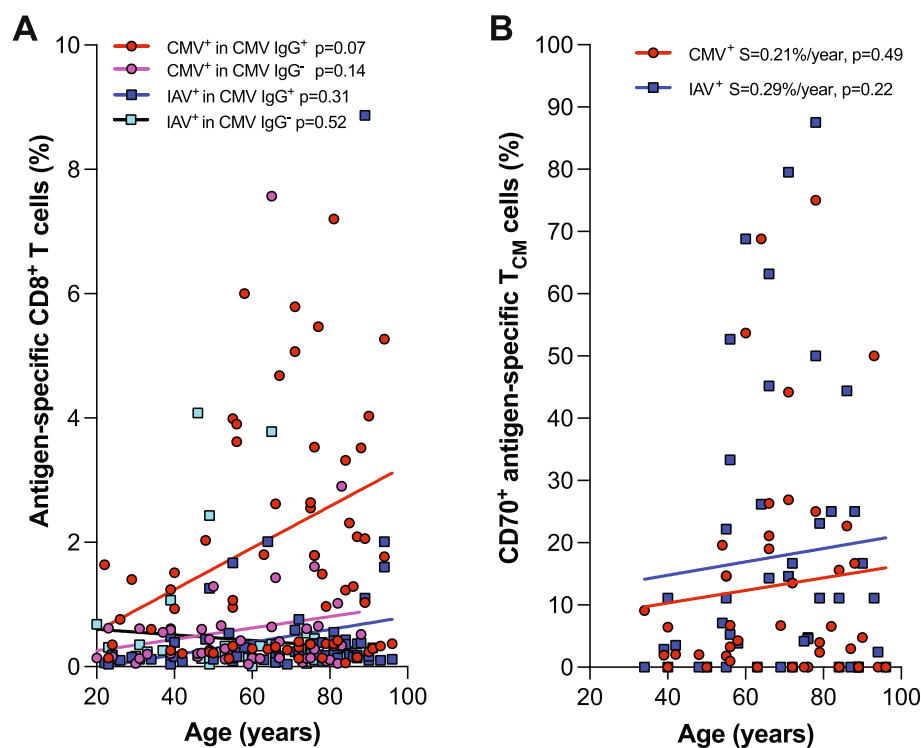 A
CMV⁺ in CMV IgG⁺ p=0.07
CMV⁺ in CMV IgG⁻ p=0.14
IAV⁺ in CMV IgG⁺ p=0.31
IAV⁺ in CMV IgG⁻ p=0.52
Antigen-specific CD8⁺ T cells (%)
10
8
6
4
2
0
20 40 60 80 100
Age (years)
B
CMV⁺ S=0.21%/year, p=0.49
IAV⁺ S=0.29%/year, p=0.22
CD70⁺ antigen-specific T_CM cells (%)
100
90
80
70
60
50
40
30
20
10
0
20 40 60 80 100
Age (years)